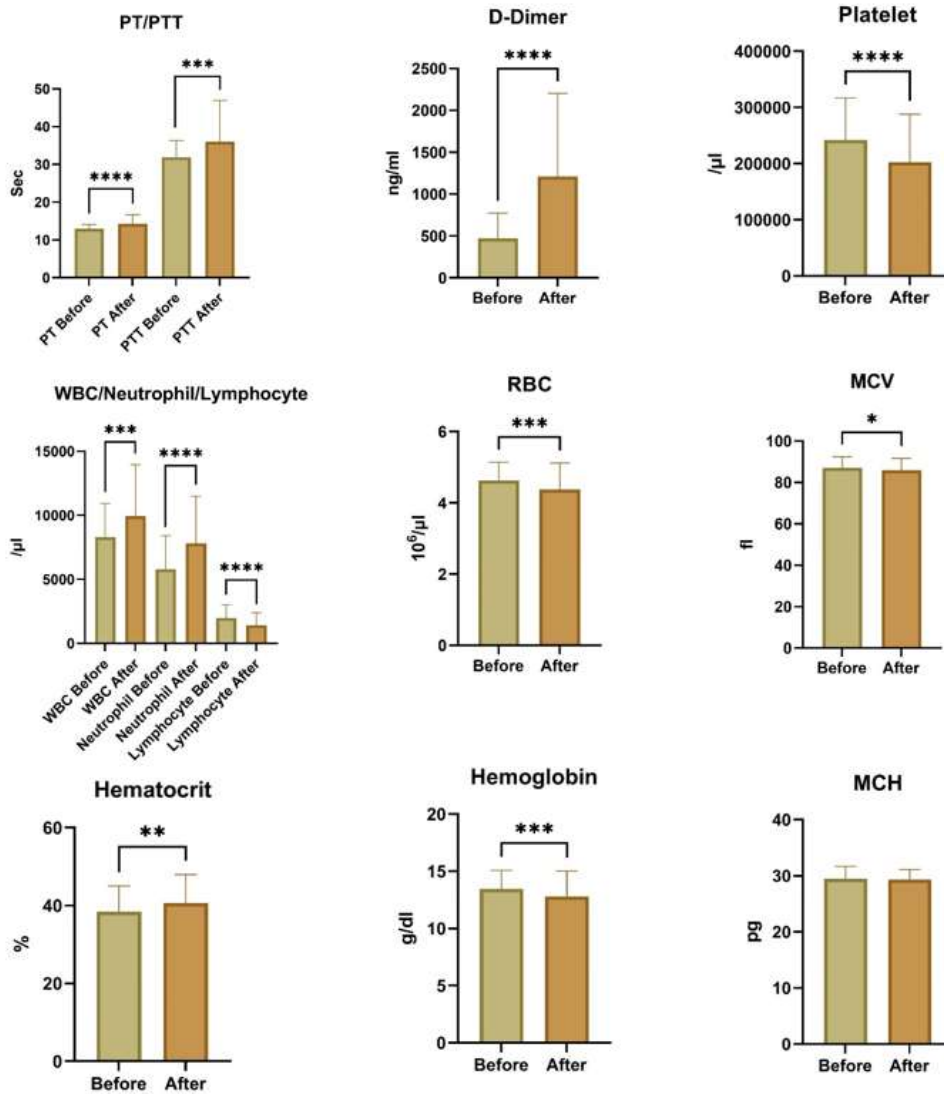 PT/PTT
***
****
Sec
50
40
30
20
10
0
PT Before
PT After
PTT Before
PTT After
D-Dimer
****
ng/ml
2500
2000
1500
1000
500
0
Before
After
Platelet
****
/µl
400000
300000
200000
100000
0
Before
After
WBC/Neutrophil/Lymphocyte
***
****
****
/µl
15000
10000
5000
0
WBC Before
WBC After
Neutrophil Before
Neutrophil After
Lymphocyte Before
Lymphocyte After
RBC
***
10⁶/µl
6
4
2
0
Before
After
MCV
*
fl
100
80
60
40
20
0
Before
After
Hematocrit
**
%
60
40
20
0
Before
After
Hemoglobin
***
g/dl
20
15
10
5
0
Before
After
MCH
pg
40
30
20
10
0
Before
After